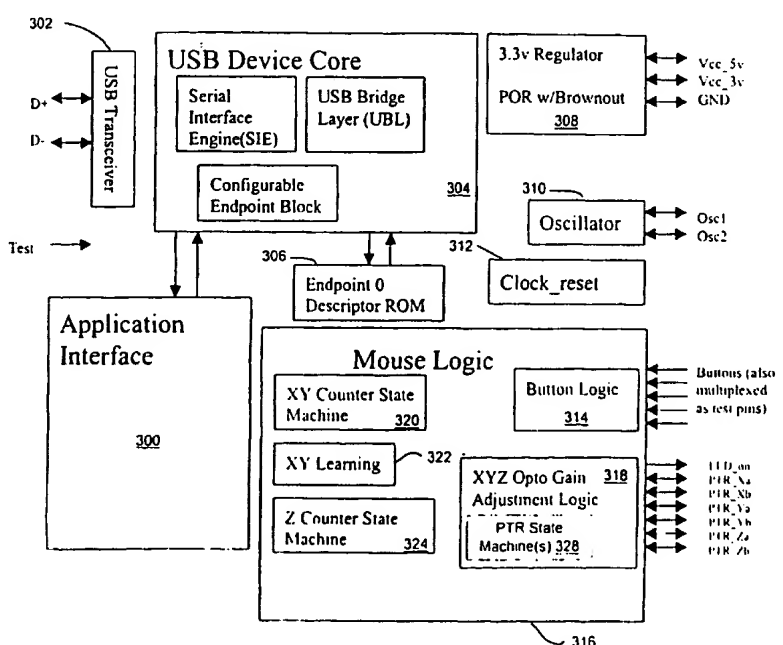 302
USB Transceiver
D+
D-
Test
USB Device Core
Serial
Interface
Engine(SIE)
USB Bridge
Layer (UBL)
Configurable
Endpoint Block
304
3.3v Regulator
POR w/Brownout
308
Vcc_5v
Vcc_3v
GND
310
Oscillator
Osc1
Osc2
312
Clock_reset
306
Endpoint 0
Descriptor ROM
Application
Interface
300
Mouse Logic
XY Counter State
Machine
320
XY Learning
322
Z Counter State
Machine
324
Button Logic
314
Buttons (also
multiplexed
as test pins)
XYZ Opto Gain
318
Adjustment Logic
PTR State
Machine(s) 328
LED_on
PTR_Xa
PTR_Xb
PTR_Ya
PTR_Yb
PTR_Za
PTR_Zb
316